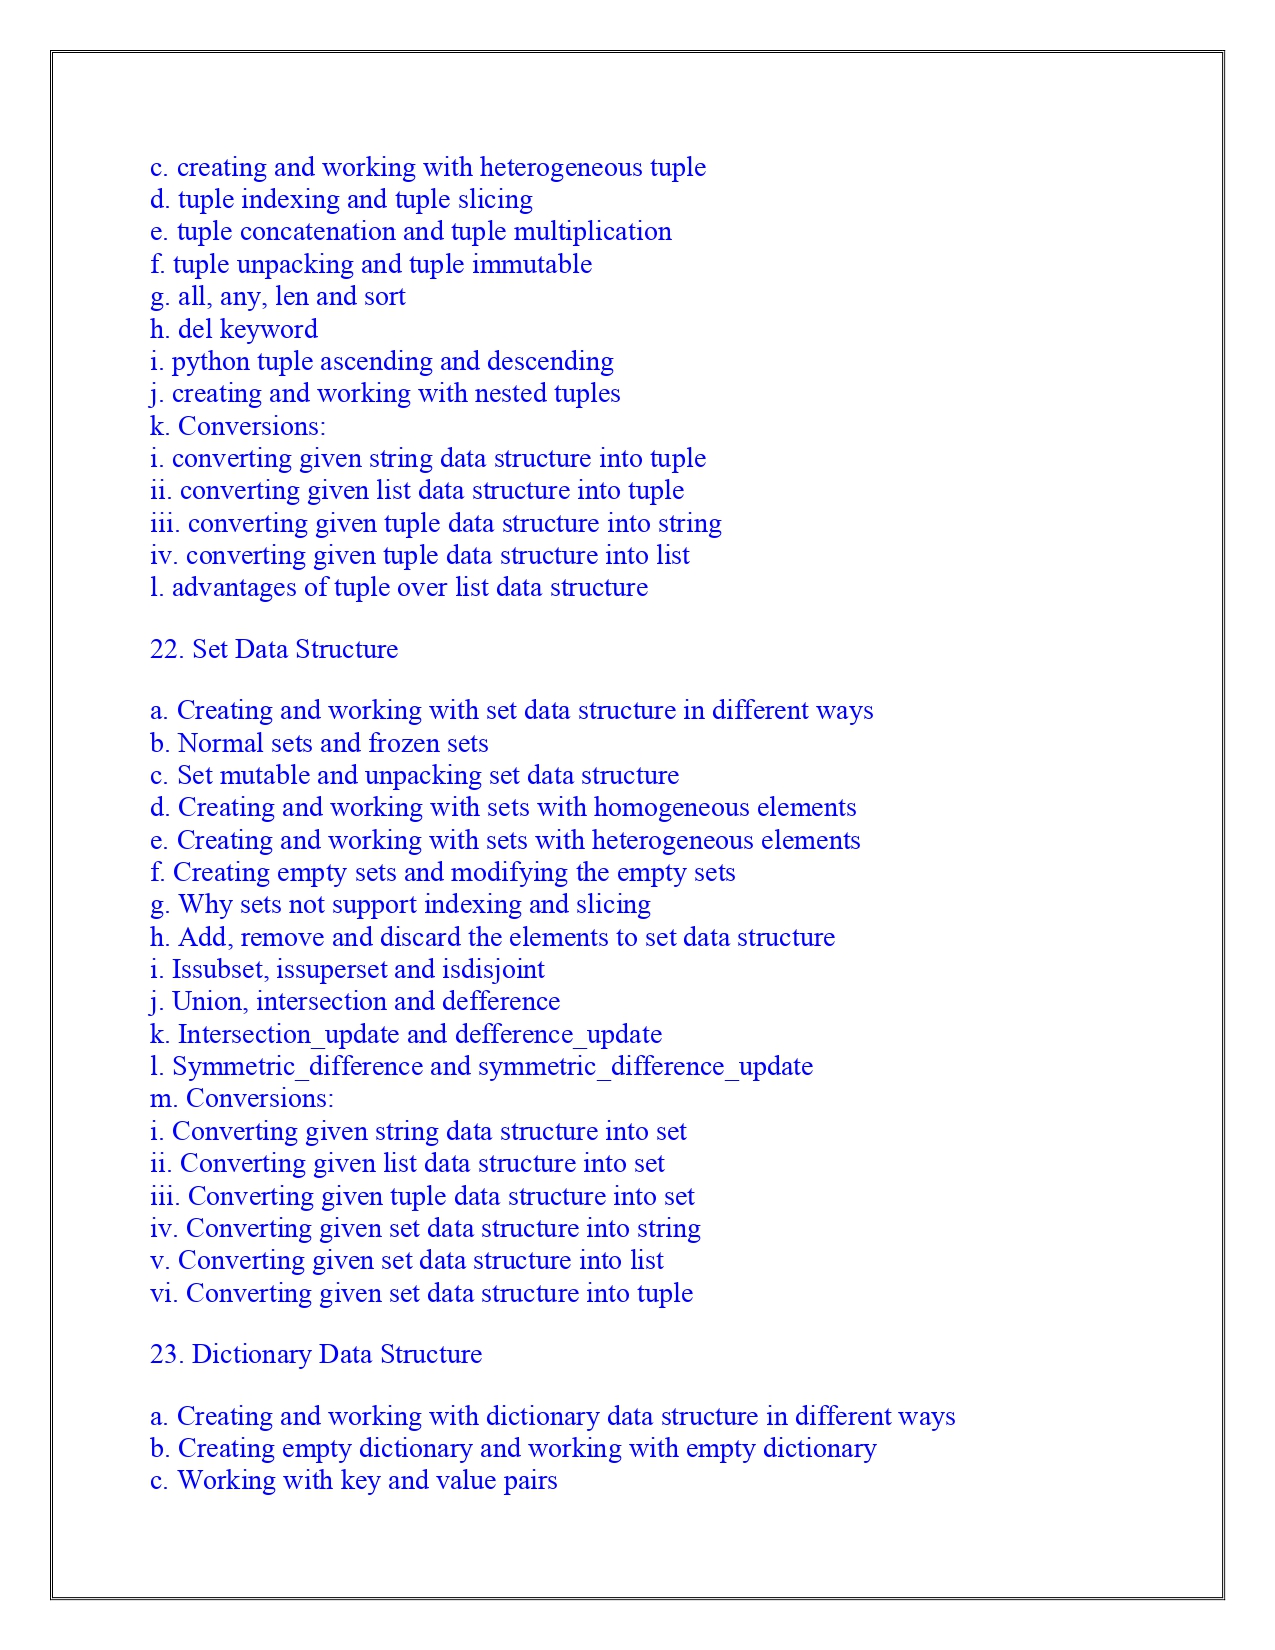 c. creating and working with heterogeneous tuple
d. tuple indexing and tuple slicing
e. tuple concatenation and tuple multiplication
f. tuple unpacking and tuple immutable
g. all, any, len and sort
h. del keyword
i. python tuple ascending and descending
j. creating and working with nested tuples
k. Conversions:
i. converting given string data structure into tuple
ii. converting given list data structure into tuple
iii. converting given tuple data structure into string
iv. converting given tuple data structure into list
l. advantages of tuple over list data structure
22. Set Data Structure
a. Creating and working with set data structure in different ways
b. Normal sets and frozen sets
c. Set mutable and unpacking set data structure
d. Creating and working with sets with homogeneous elements
e. Creating and working with sets with heterogeneous elements
f. Creating empty sets and modifying the empty sets
g. Why sets not support indexing and slicing
h. Add, remove and discard the elements to set data structure
i. Issubset, issuperset and isdisjoint
j. Union, intersection and defference
k. Intersection_update and defference_update
l. Symmetric_difference and symmetric_difference_update
m. Conversions:
i. Converting given string data structure into set
ii. Converting given list data structure into set
iii. Converting given tuple data structure into set
iv. Converting given set data structure into string
v. Converting given set data structure into list
vi. Converting given set data structure into tuple
23. Dictionary Data Structure
a. Creating and working with dictionary data structure in different ways
b. Creating empty dictionary and working with empty dictionary
c. Working with key and value pairs